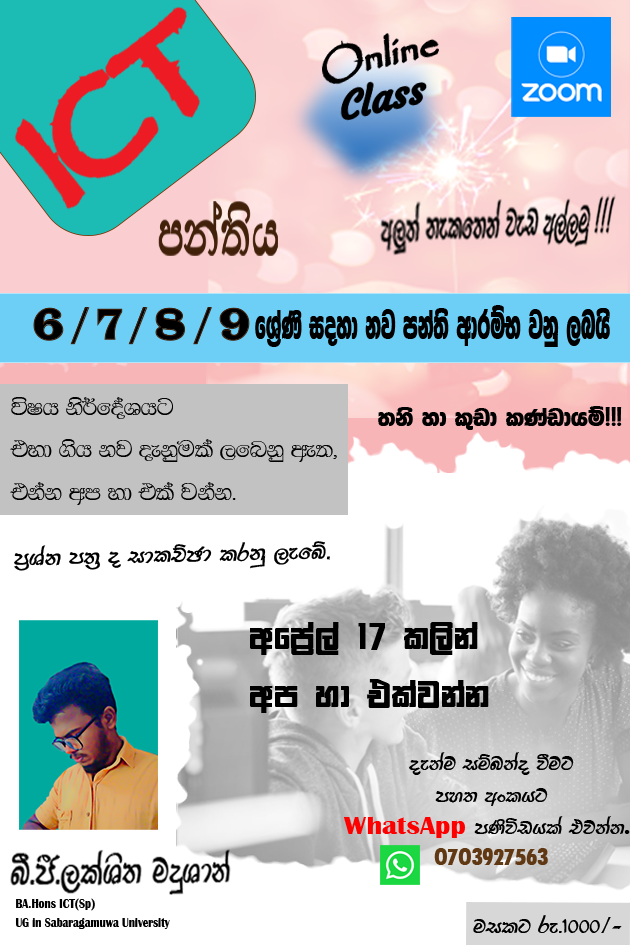 ICT
Online
Class
zoom
පන්තිය
අලුත් නැකතෙන් වැඩ අල්ලමු !!!
6 / 7 / 8 / 9 ශ්‍රේණි සදහා නව පන්ති ආරම්භ වනු ලබයි
විෂය නිර්දේශයට
එහා ගිය නව දැනුමක් ලබෙනු ඇත,
එන්න අප හා එක් වන්න.
තනි හා කුඩා කණ්ඩායම්!!!
ප්‍රශ්න පත්‍ර ද සාකච්ඡා කරනු ලැබේ.
අප්‍රේල් 17 කලින්
අප හා එක්වන්න
දැන්ම සම්බන්ද වීමට
පහත අංකයට
WhatsApp පණිවිඩයක් එවන්න.
0703927563
බී.ජී.ලක්ශිත මදුශාන්
BA.Hons ICT(Sp)
UG in Sabaragamuwa University
මසකට රු.1000/-